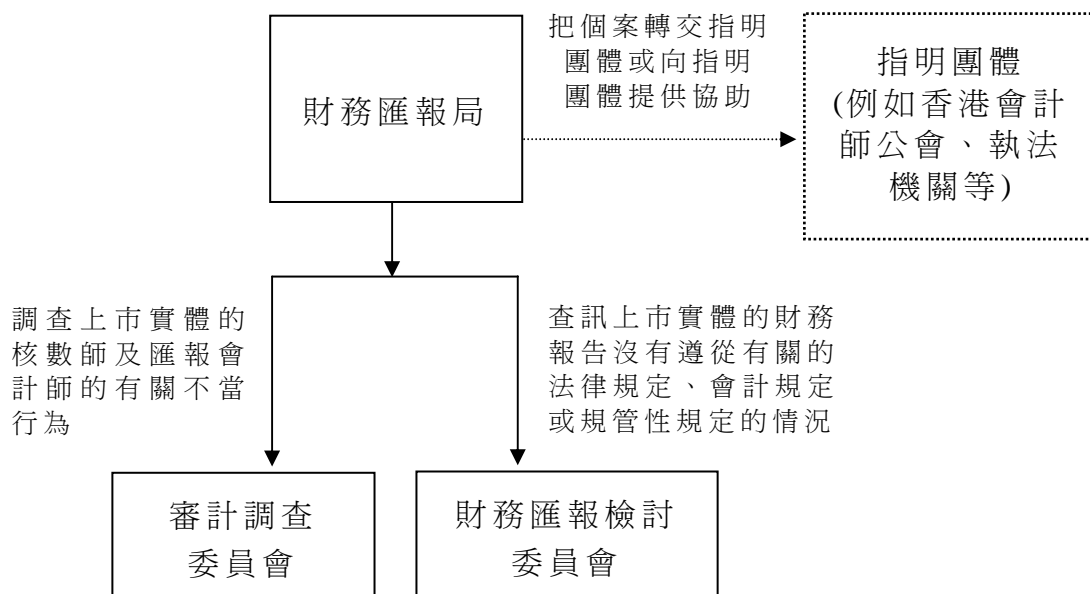 財務匯報局
把個案轉交指明
團體或向指明
團體提供協助
指明團體
(例如香港會計
師公會、執法
機關等)
調查上市實體的
核數師及匯報會
計師的有關不當
行為
查訊上市實體的財務
報告沒有遵從有關的
法律規定、會計規定
或規管性規定的情況
審計調查
委員會
財務匯報檢討
委員會